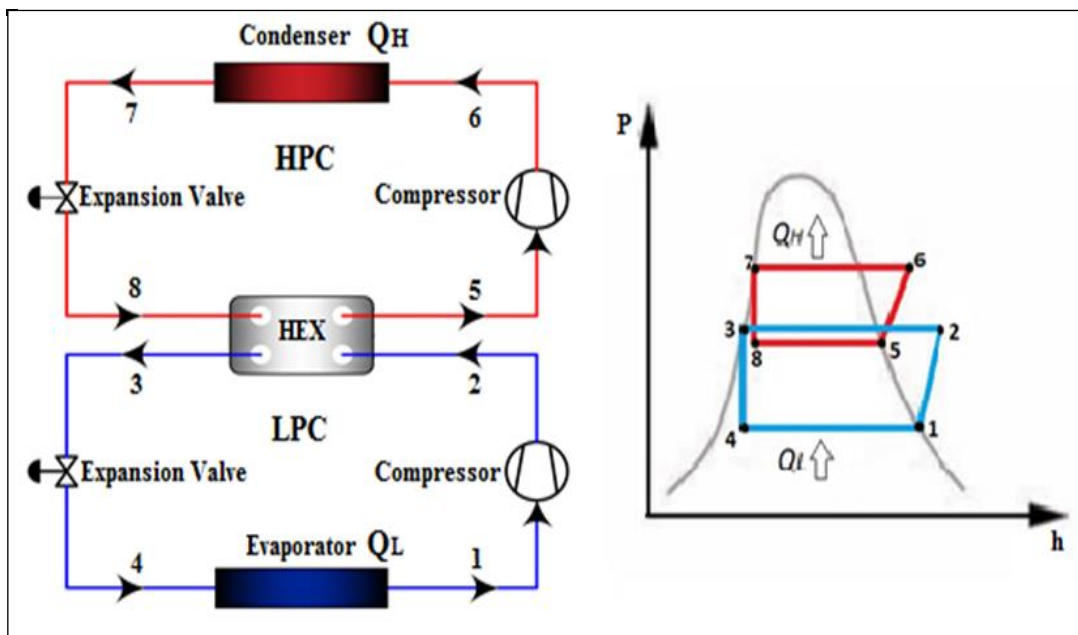 Condenser QH
7
6
HPC
Expansion Valve
Compressor
8
5
HEX
3
2
LPC
Expansion Valve
Compressor
Evaporator QL
4
1
P
QH
7
6
3
2
8
5
4
1
QL
h